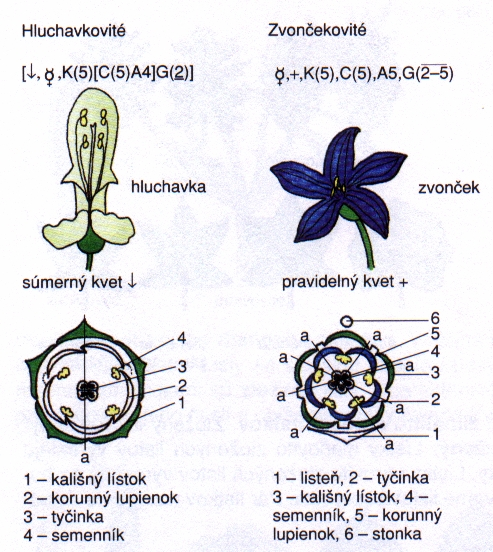 Hluchavkovité
[↓, ☿,K(5)[C(5)A4]G(2)]
hluchavka
súmerný kvet ↓
4
3
2
1
a
1 – kališný lístok
2 – korunný lupienok
3 – tyčinka
4 – semenník
Zvončekovité
☿,+,K(5),C(5),A5,G(2–5)
zvonček
pravidelný kvet +
6
5
4
3
2
1
a
a
a
a
a
1 – listeň, 2 – tyčinka
3 – kališný lístok, 4 –
semenník, 5 – korunný
lupienok, 6 – stonka